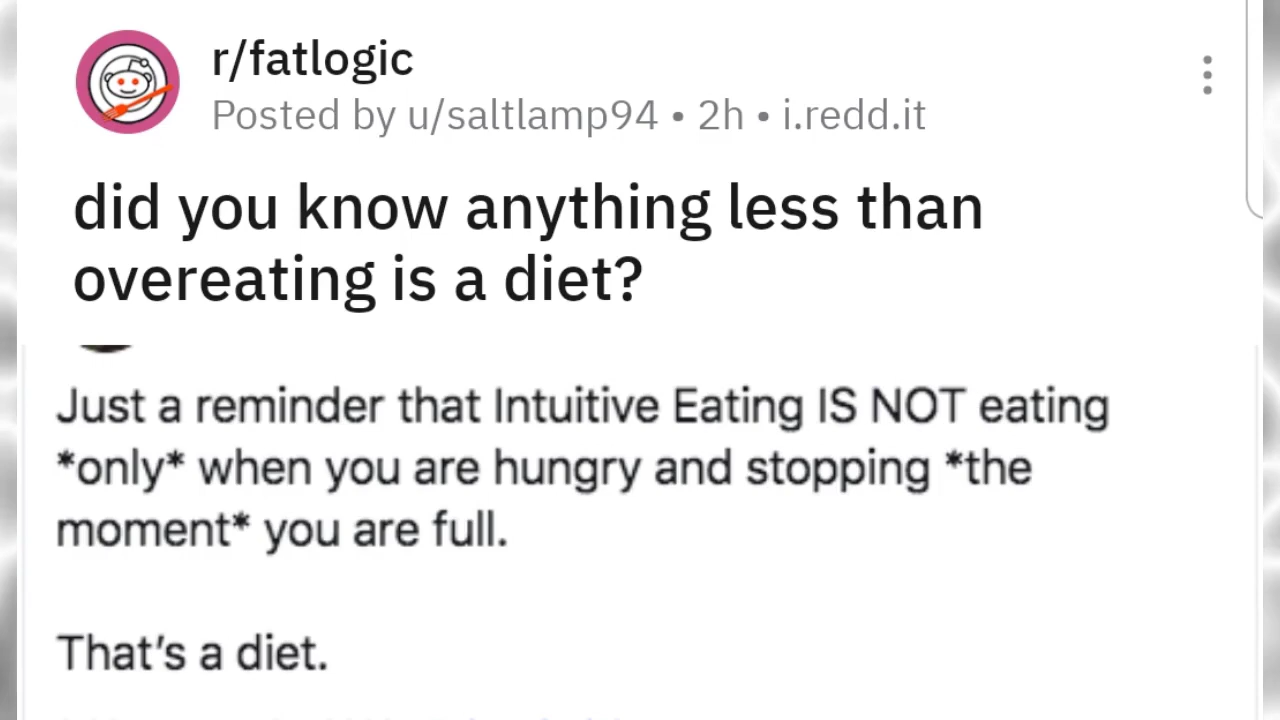 r/fatlogic
Posted by u/saltlamp94 • 2h • i.redd.it
did you know anything less than
overeating is a diet?
Just a reminder that Intuitive Eating IS NOT eating
*only* when you are hungry and stopping *the
moment* you are full.
That's a diet.